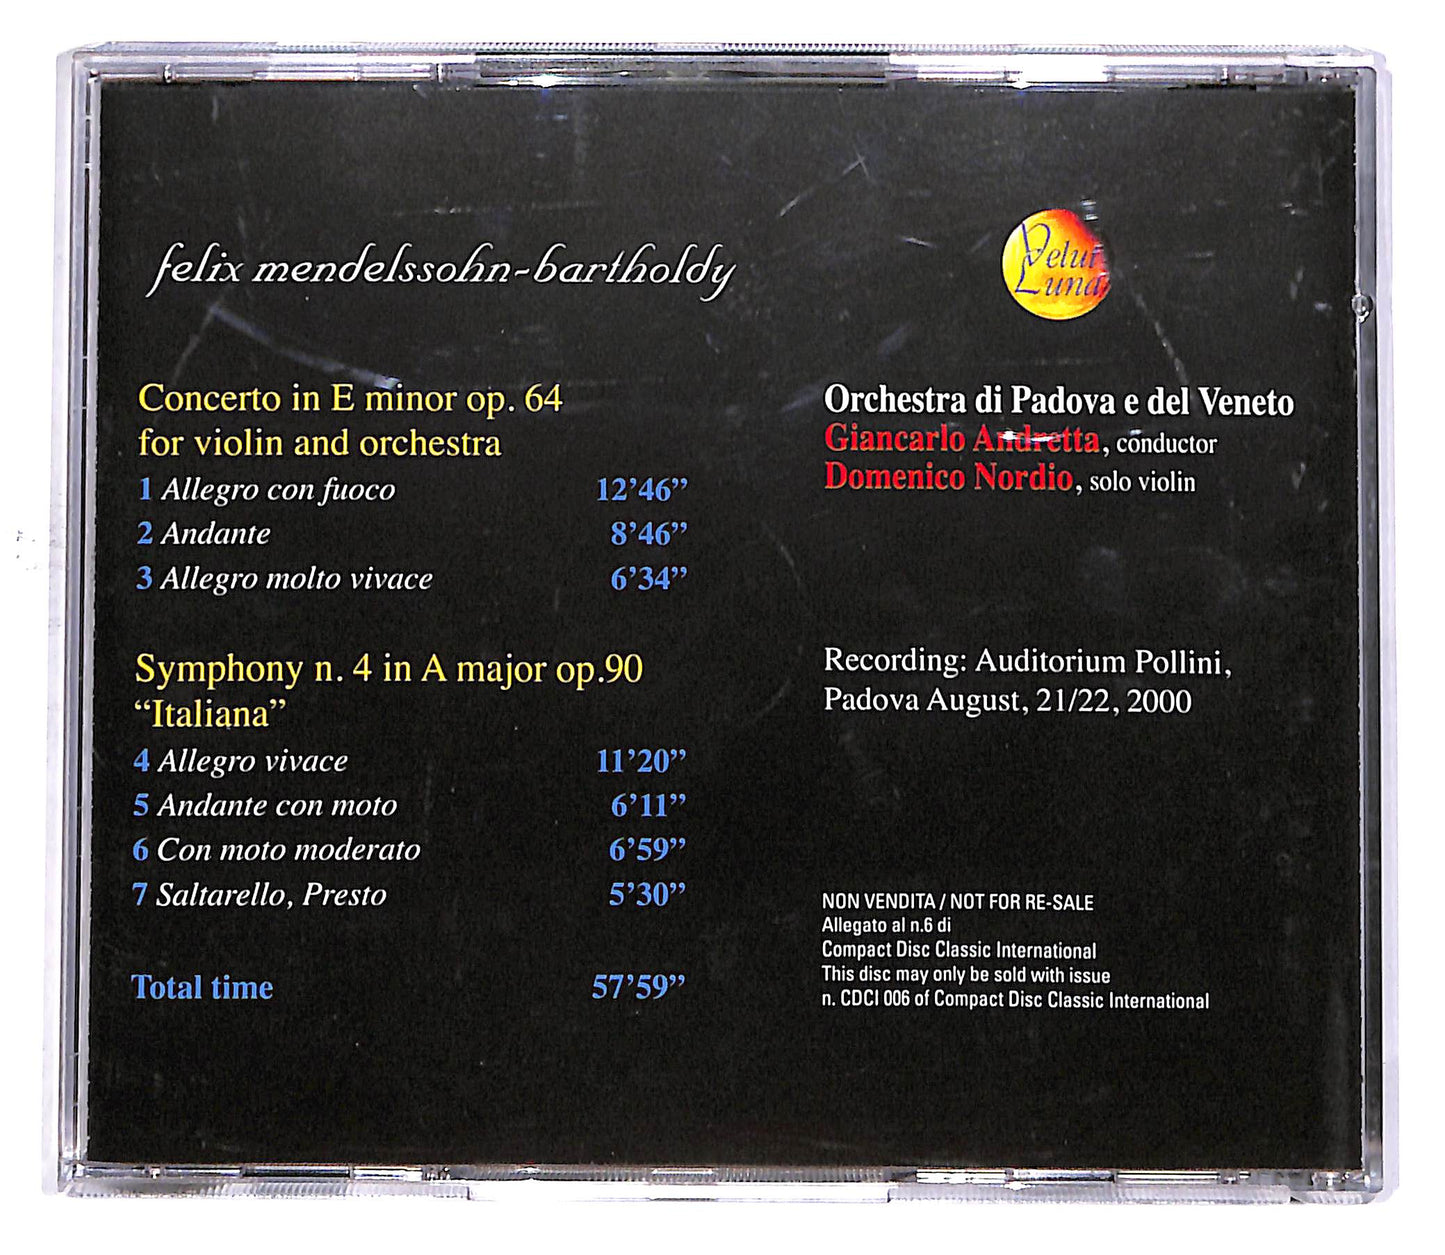 felix mendelssohn-bartholdy
Velut
Luna
Concerto in E minor op. 64
for violin and orchestra
1 Allegro con fuoco 12’46”
2 Andante 8’46”
3 Allegro molto vivace 6’34”
Symphony n. 4 in A major op.90
“Italiana”
4 Allegro vivace 11’20”
5 Andante con moto 6’11”
6 Con moto moderato 6’59”
7 Saltarello, Presto 5’30”
Total time 57’59”
Orchestra di Padova e del Veneto
Giancarlo Andretta, conductor
Domenico Nordio, solo violin
Recording: Auditorium Pollini,
Padova August, 21/22, 2000
NON VENDITA / NOT FOR RE-SALE
Allegato al n.6 di
Compact Disc Classic International
This disc may only be sold with issue
n. CDCI 006 of Compact Disc Classic International